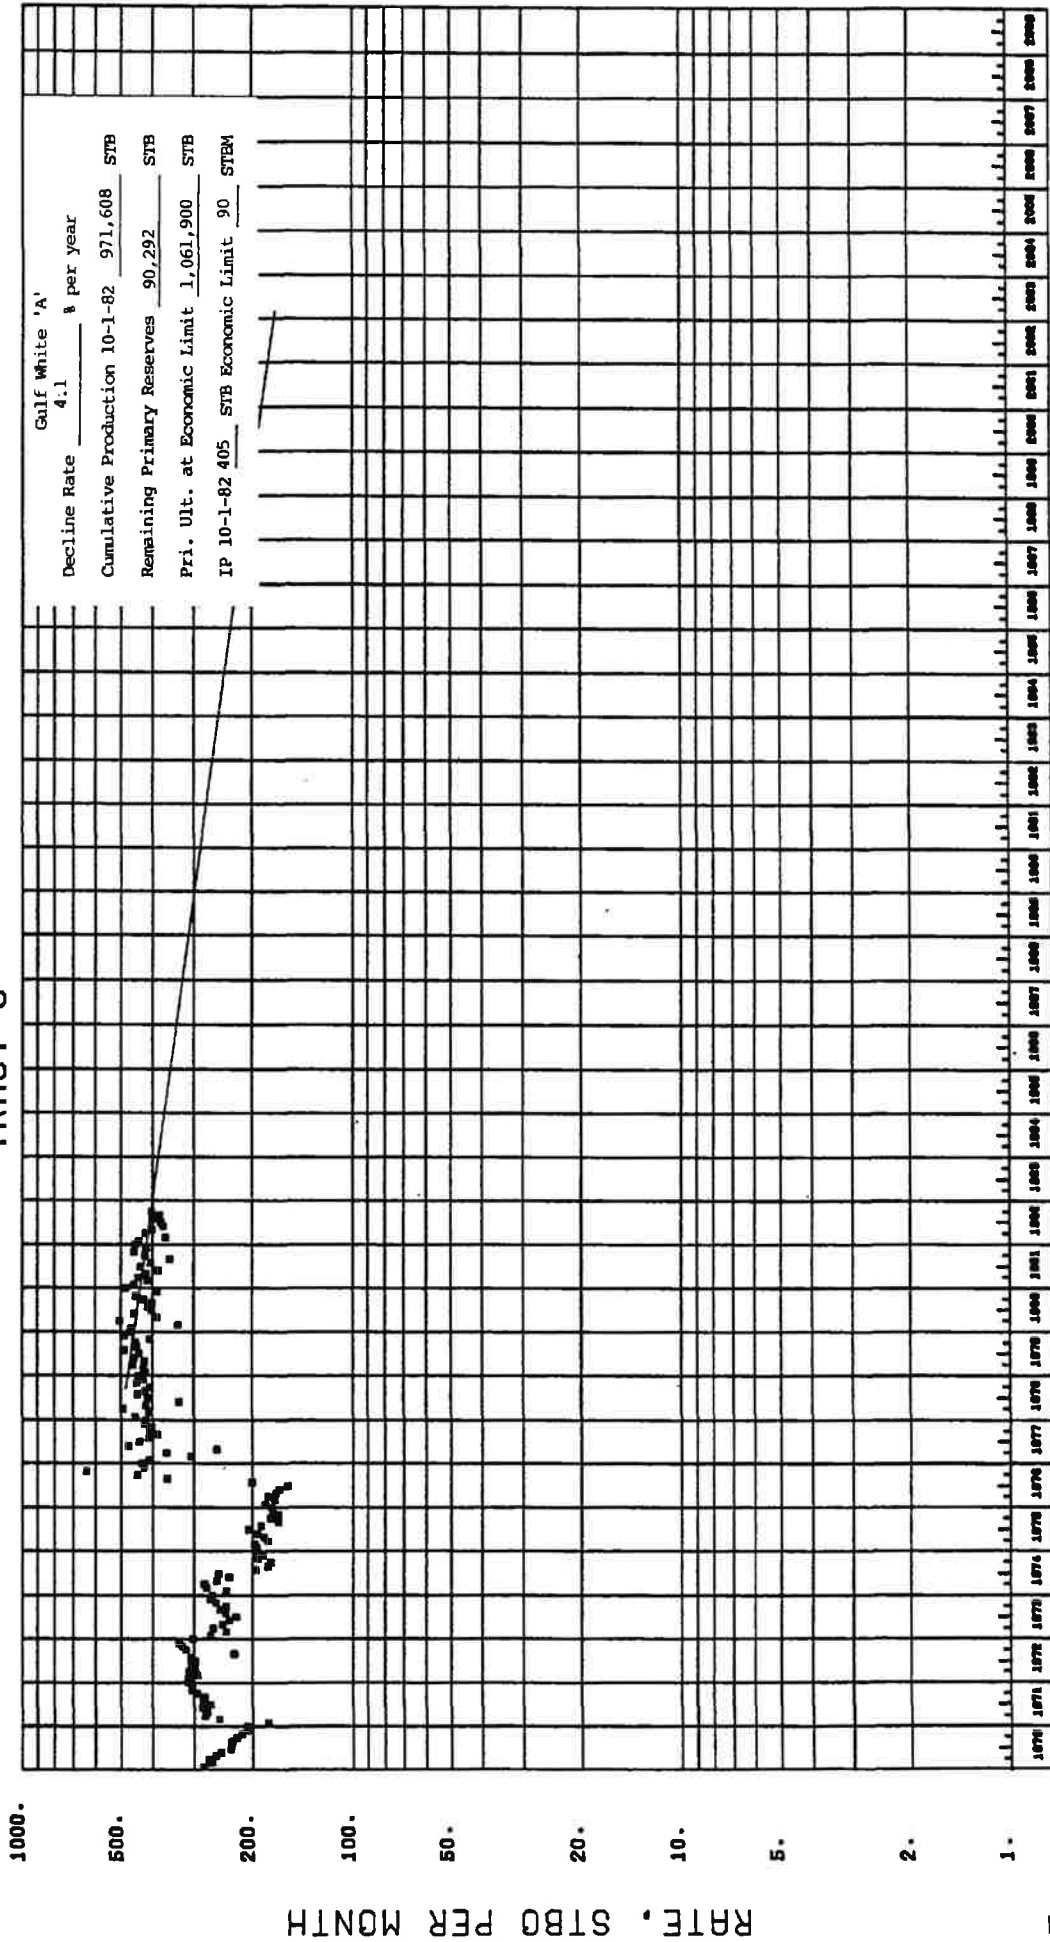 TRACT
Gulf White 'A'
Decline Rate 4.1 % per year
Cumulative Production 10-1-82 971,608 STB
Remaining Primary Reserves 90,292 STB
Pri. Ult. at Economic Limit 1,061,900 STB
IP 10-1-82 405 STB Economic Limit 90 STBM
1000.
500.
200.
100.
50.
20.
10.
5.
2.
1.
RATE, STBO PER MONTH
1970 1971 1972 1973 1974 1975 1976 1977 1978 1979 1980 1981 1982 1983 1984 1985 1986 1987 1988 1989 1990 1991 1992 1993 1994 1995 1996 1997 1998 1999 2000 2001 2002 2003 2004 2005 2006 2007 2008 2009